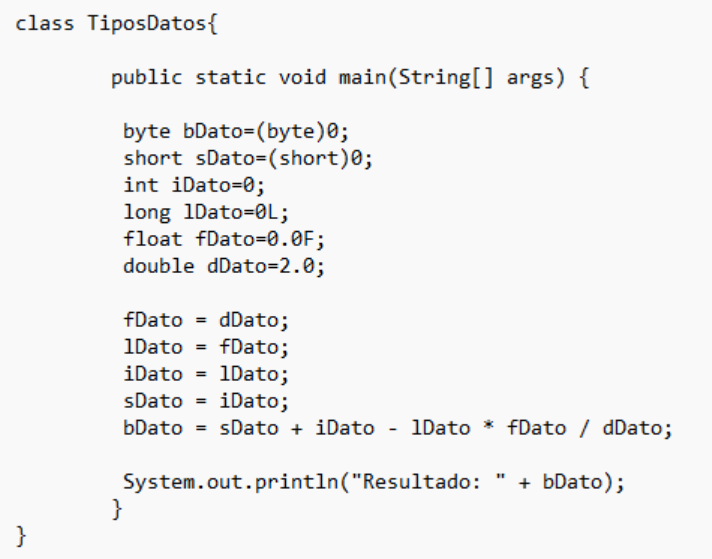 class TiposDatos{
public static void main(String[] args) {
byte bDato=(byte)0;
short sDato=(short)0;
int iDato=0;
long lDato=0L;
float fDato=0.0F;
double dDato=2.0;
fDato = dDato;
lDato = fDato;
iDato = lDato;
sDato = iDato;
bDato = sDato + iDato - lDato * fDato / dDato;
System.out.println("Resultado: " + bDato);
}
}